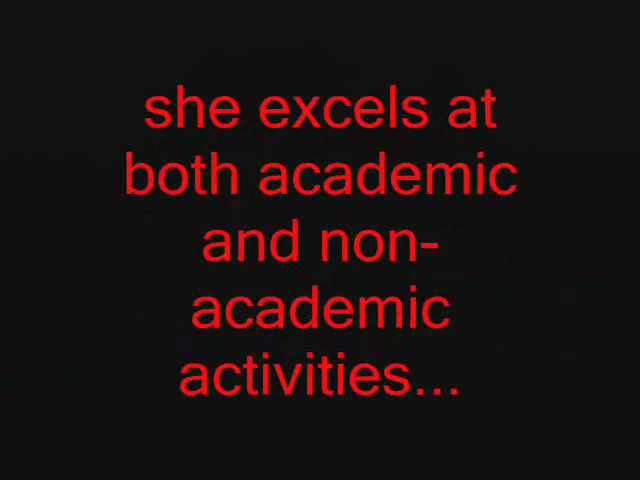 she excels at
both academic
and non-
academic
activities...